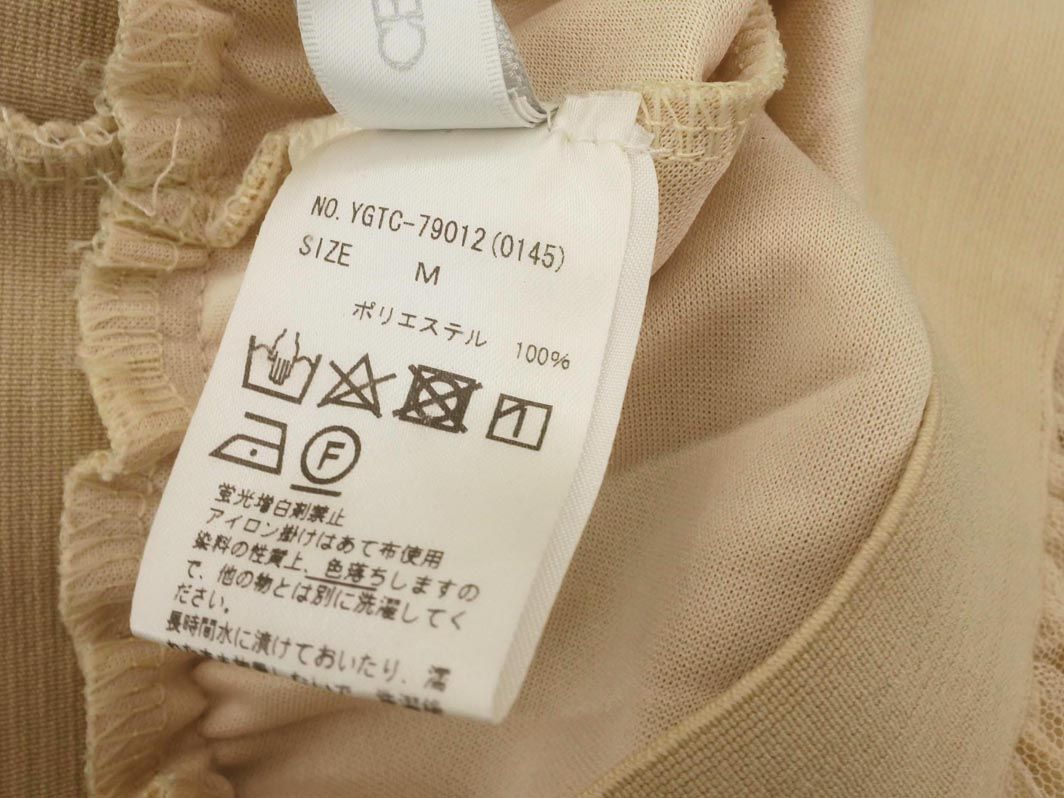 NO. YGTC-79012(0145)
SIZE M
ポリエステル 100%
F
蛍光増白剤禁止
アイロン掛けはあて布使用
染料の性質上、色落ちしますの
で、他の物とは別に洗濯してく
ださい。
長時間水に漬けておいたり、濡